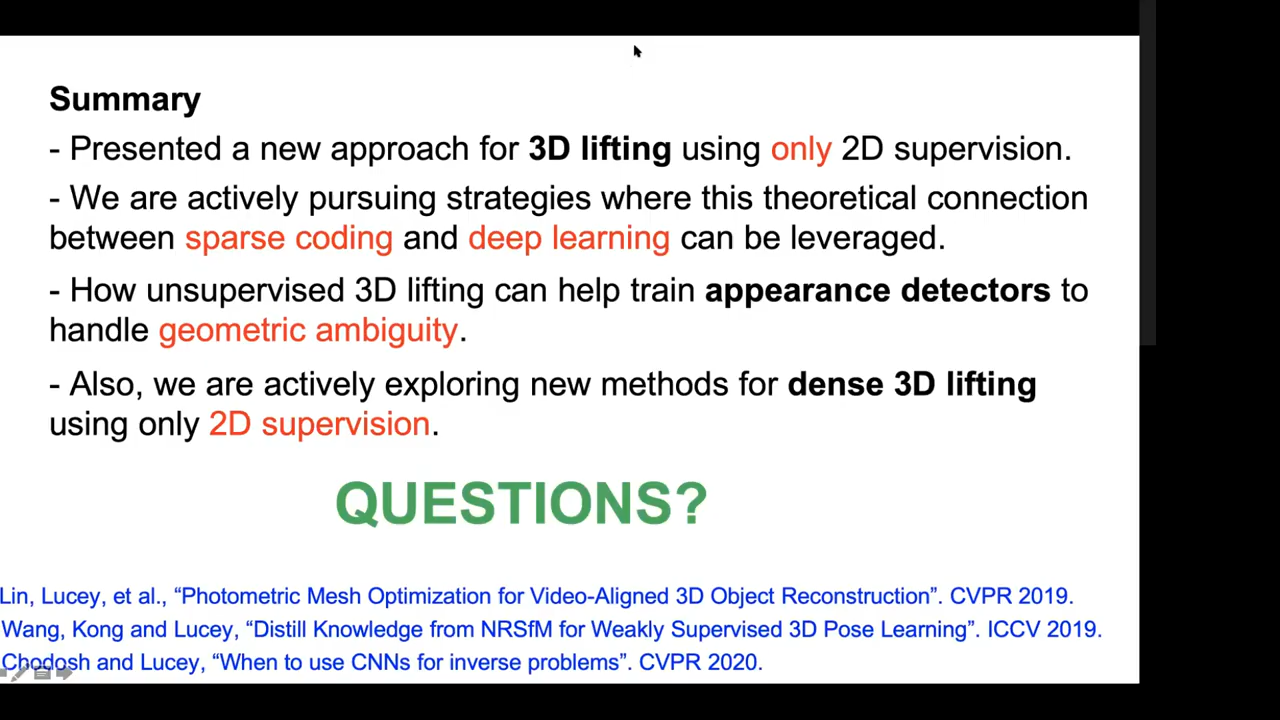 Summary
- Presented a new approach for 3D lifting using only 2D supervision.
- We are actively pursuing strategies where this theoretical connection
between sparse coding and deep learning can be leveraged.
- How unsupervised 3D lifting can help train appearance detectors to
handle geometric ambiguity.
- Also, we are actively exploring new methods for dense 3D lifting
using only 2D supervision.
QUESTIONS?
Lin, Lucey, et al., “Photometric Mesh Optimization for Video-Aligned 3D Object Reconstruction”. CVPR 2019.
Wang, Kong and Lucey, “Distill Knowledge from NRSfM for Weakly Supervised 3D Pose Learning”. ICCV 2019.
Chodosh and Lucey, “When to use CNNs for inverse problems”. CVPR 2020.